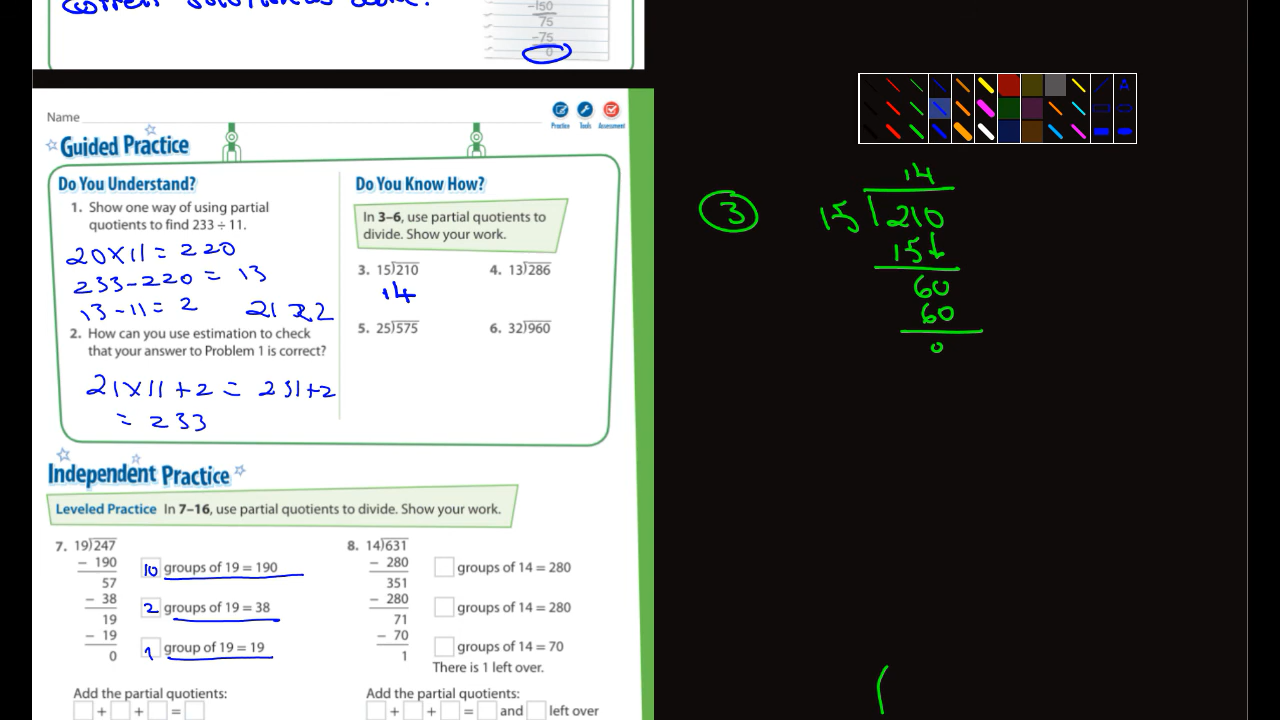 correct
-150
75
-75
0
Name
Practice Tools Assessment
Guided Practice
Do You Understand?
1. Show one way of using partial
quotients to find 233 ÷ 11.
20×11 = 220
233-220 = 13
13-11 = 2 21 R2
2. How can you use estimation to check
that your answer to Problem 1 is correct?
21×11+2 = 231+2
= 233
Do You Know How?
In 3–6, use partial quotients to
divide. Show your work.
3. 15)210
14
4. 13)286
5. 25)575
6. 32)960
Independent Practice
Leveled Practice In 7–16, use partial quotients to divide. Show your work.
7. 19)247
− 190 10 groups of 19 = 190
57
− 38 2 groups of 19 = 38
19
− 19 1 group of 19 = 19
0
Add the partial quotients:
+ + =
8. 14)631
− 280 groups of 14 = 280
351
− 280 groups of 14 = 280
71
− 70 groups of 14 = 70
1
There is 1 left over.
Add the partial quotients:
+ + = and left over
A
3
14
15)210
15
60
60
0